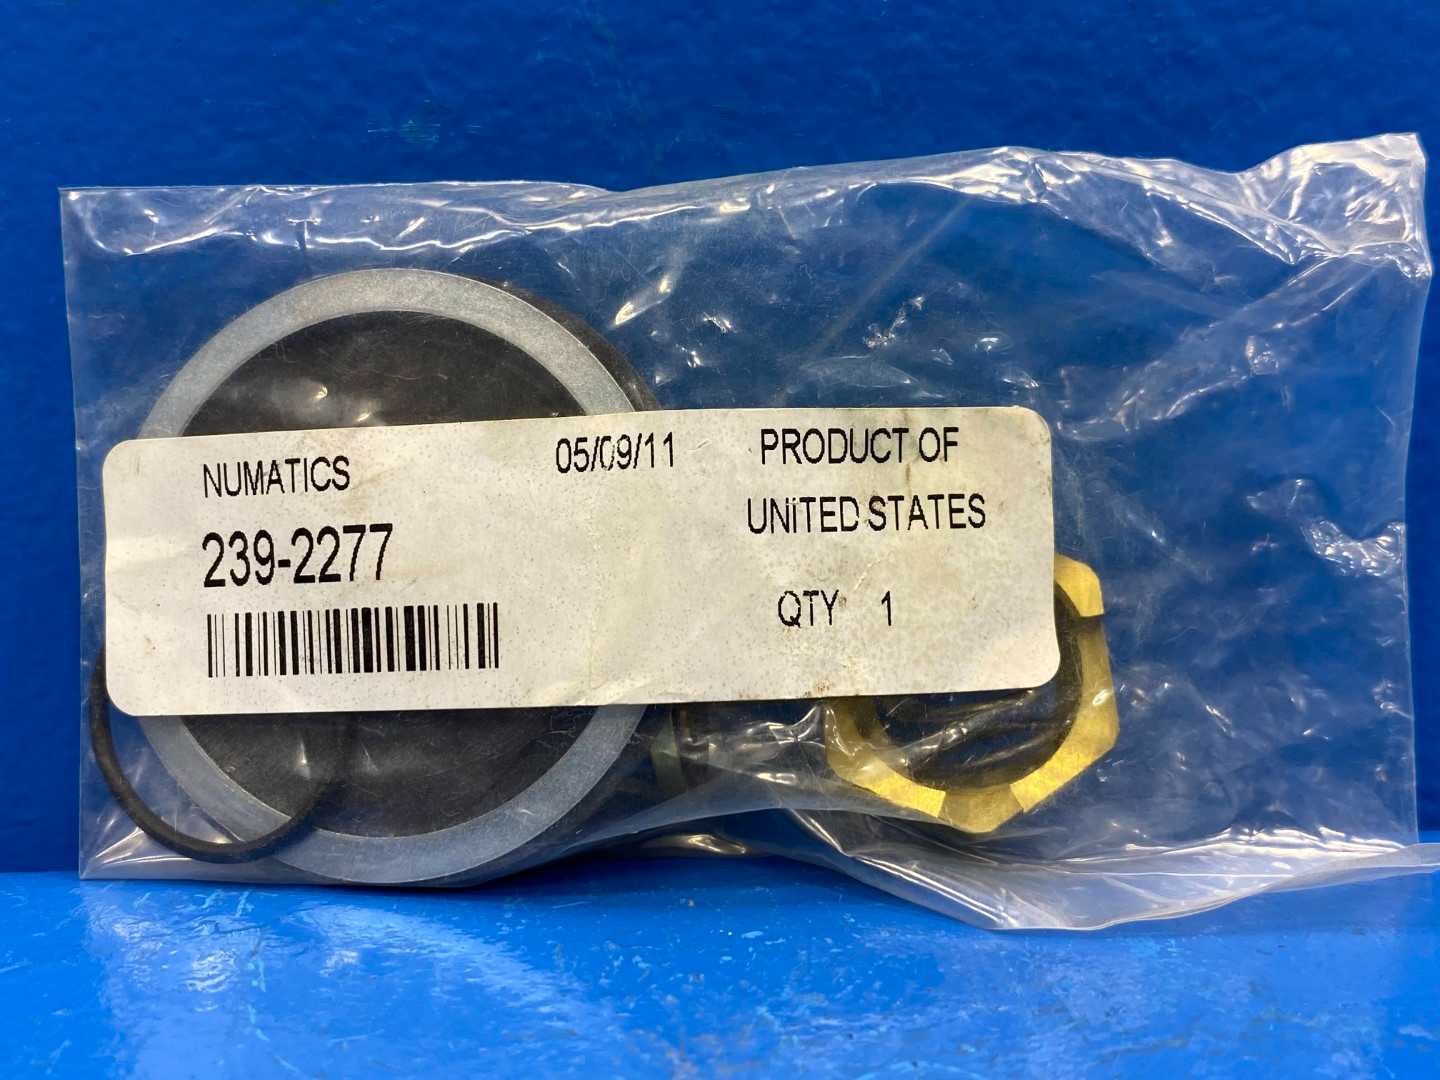 NUMATICS
239-2277
05/09/11
PRODUCT OF
UNITED STATES
QTY 1